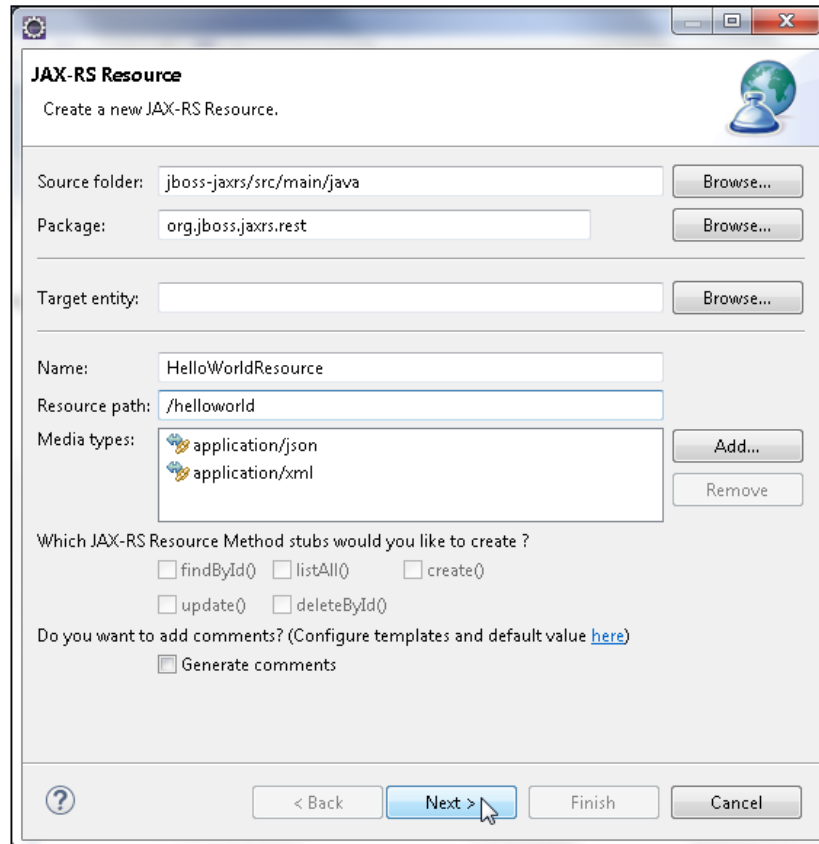 JAX-RS Resource
Create a new JAX-RS Resource.
Source folder: jboss-jaxrs/src/main/java Browse...
Package: org.jboss.jaxrs.rest Browse...
Target entity: Browse...
Name: HelloWorldResource
Resource path: /helloworld
Media types: application/json Add...
application/xml
Remove
Which JAX-RS Resource Method stubs would you like to create ?
findById() listAll() create()
update() deleteById()
Do you want to add comments? (Configure templates and default value here)
Generate comments
? < Back Next > Finish Cancel